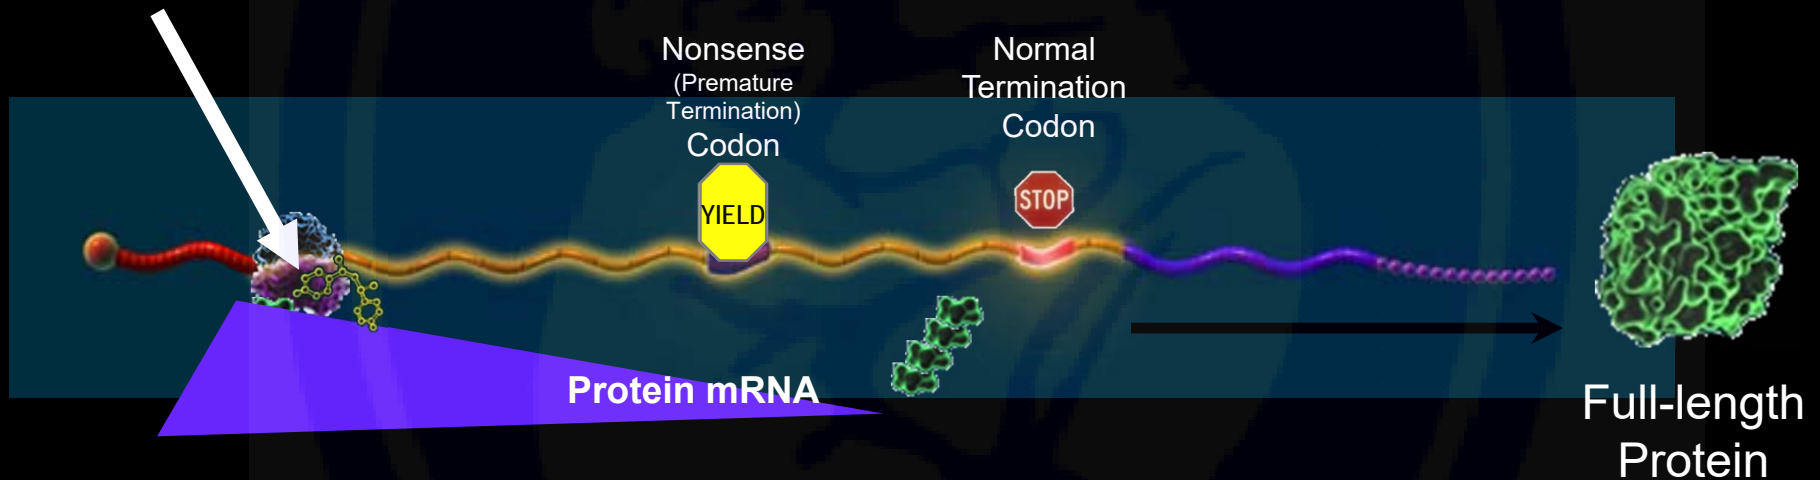 Nonsense
(Premature
Termination)
Codon
YIELD
Normal
Termination
Codon
STOP
Protein mRNA
Full-length
Protein